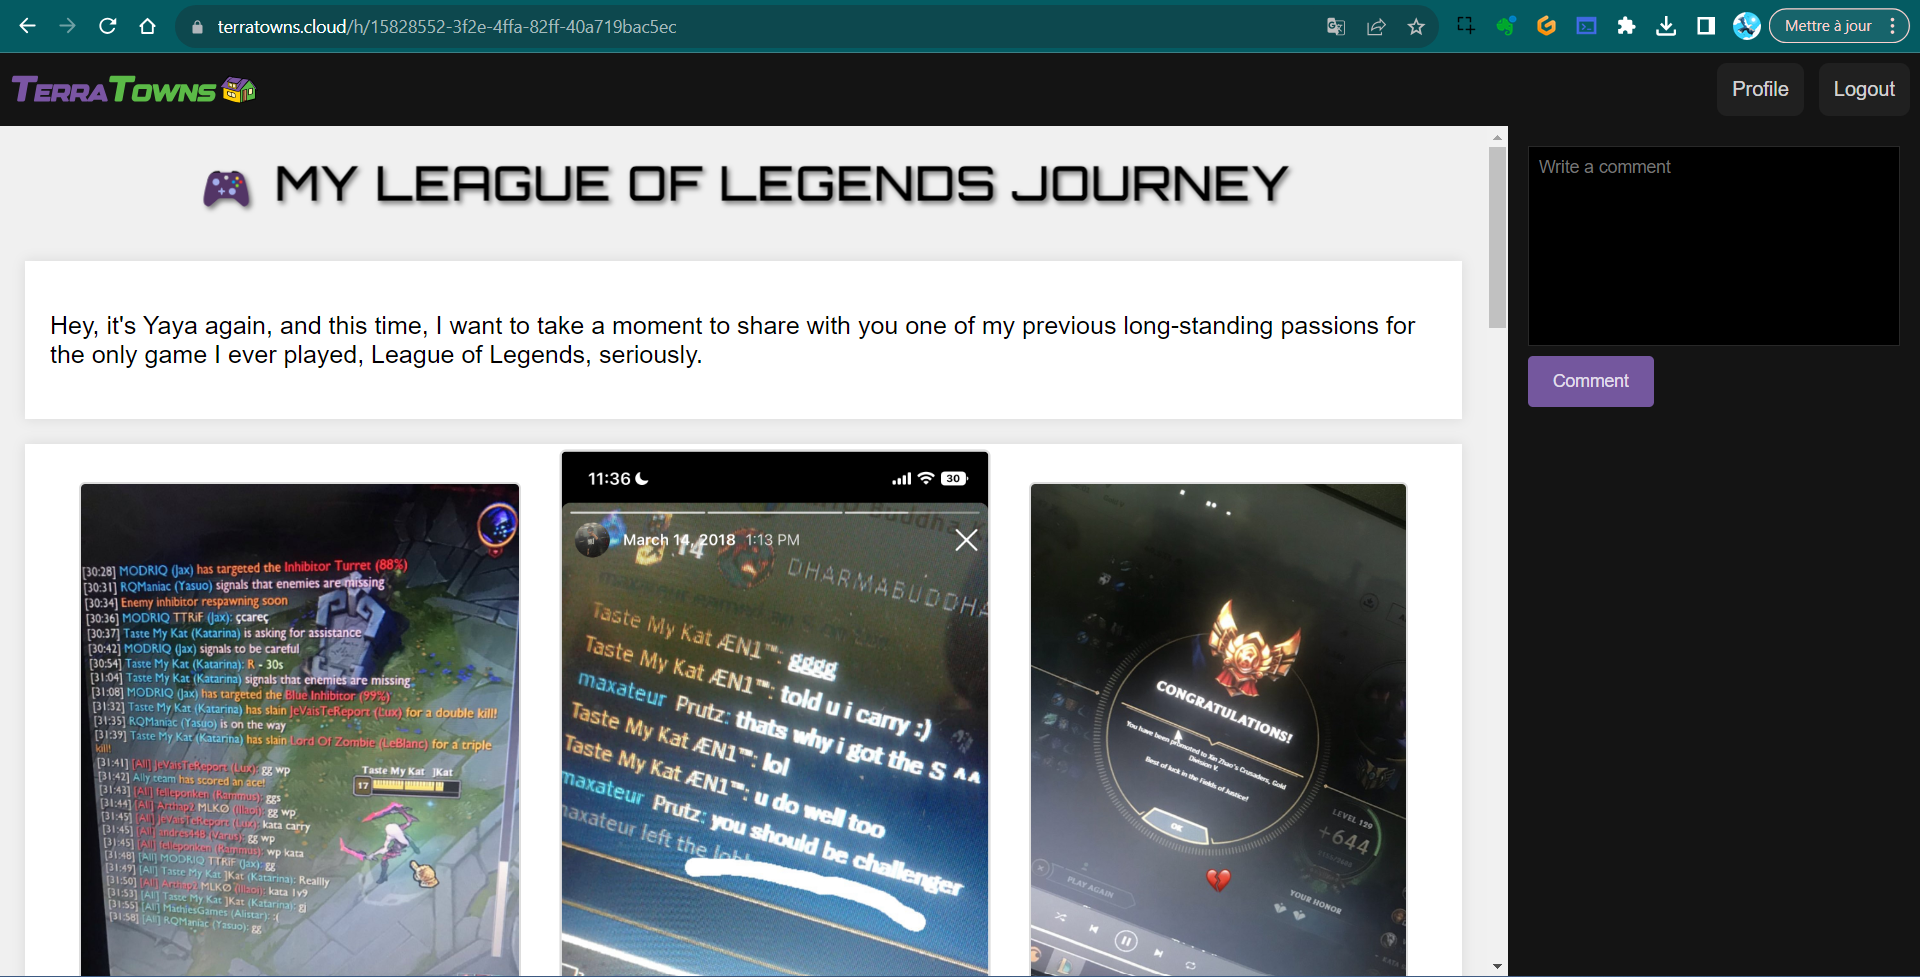 terratowns.cloud/h/15828552-3f2e-4ffa-82ff-40a719bac5ec
Mettre à jour
TERRATOWNS
Profile
Logout
MY LEAGUE OF LEGENDS JOURNEY
Write a comment
Comment
Hey, it's Yaya again, and this time, I want to take a moment to share with you one of my previous long-standing passions for
the only game I ever played, League of Legends, seriously.
[30:28] MODRIQ (Jax) has targeted the Inhibitor Turret (88%)
[30:31] RQManiac (Yasuo) signals that enemies are missing
[30:34] Enemy inhibitor respawning soon
[30:36] MODRIQ TTRiF (Jax): çcareç
[30:37] Taste My Kat (Katarina) is asking for assistance
[30:42] MODRIQ (Jax) signals to be careful
[30:54] Taste My Kat (Katarina): R - 30s
[31:04] Taste My Kat (Katarina) signals that enemies are missing
[31:08] MODRIQ (Jax) has targeted the Blue Inhibitor (99%)
[31:32] Taste My Kat (Katarina) has slain JeVaisTeReport (Lux) for a double kill!
[31:35] RQManiac (Yasuo) is on the way
[31:39] Taste My Kat (Katarina) has slain Lord Of Zombie (LeBlanc) for a triple
kill!
[31:41] [All] JeVaisTeReport (Lux): gg wp
[31:42] Ally team has scored an ace!
[31:43] [All] felleponken (Rammus): ggs
[31:44] [All] Arthap2 MLKØ (Illaoi): gg wp
[31:45] [All] JeVaisTeReport (Lux): kata carry
[31:45] [All] andres448 (Varus): gg wp
[31:45] [All] felleponken (Rammus): wp kata
[31:48] [All] MODRIQ TTRiF (Jax): gg
[31:49] [All] Taste My Kat ]Kat (Katarina): Reallly
[31:50] [All] Arthap2 MLKØ (Illaoi): kata 1v9
[31:53] [All] Taste My Kat ]Kat (Katarina): gj
[31:55] [All] MathiesGames (Alistar): :(
[31:58] [All] RQManiac (Yasuo): gg
Taste My Kat ]Kat
17
11:36
30
March 14, 2018 1:13 PM
14
DHARMABUDDHA
Taste My Kat ÆN1™: gggg
Taste My Kat ÆN1™: told u i carry :)
maxateur Prutz: thats why i got the S ^^
Taste My Kat ÆN1™: lol
Taste My Kat ÆN1™: u do well too
maxateur Prutz: you should be challenger
maxateur left the lobby
CONGRATULATIONS!
You have been promoted to Xin Zhao's Crusaders, Gold
Division V.
Best of luck in the Fields of Justice!
OK
LEVEL 129
+644
PLAY AGAIN
YOUR HONOR